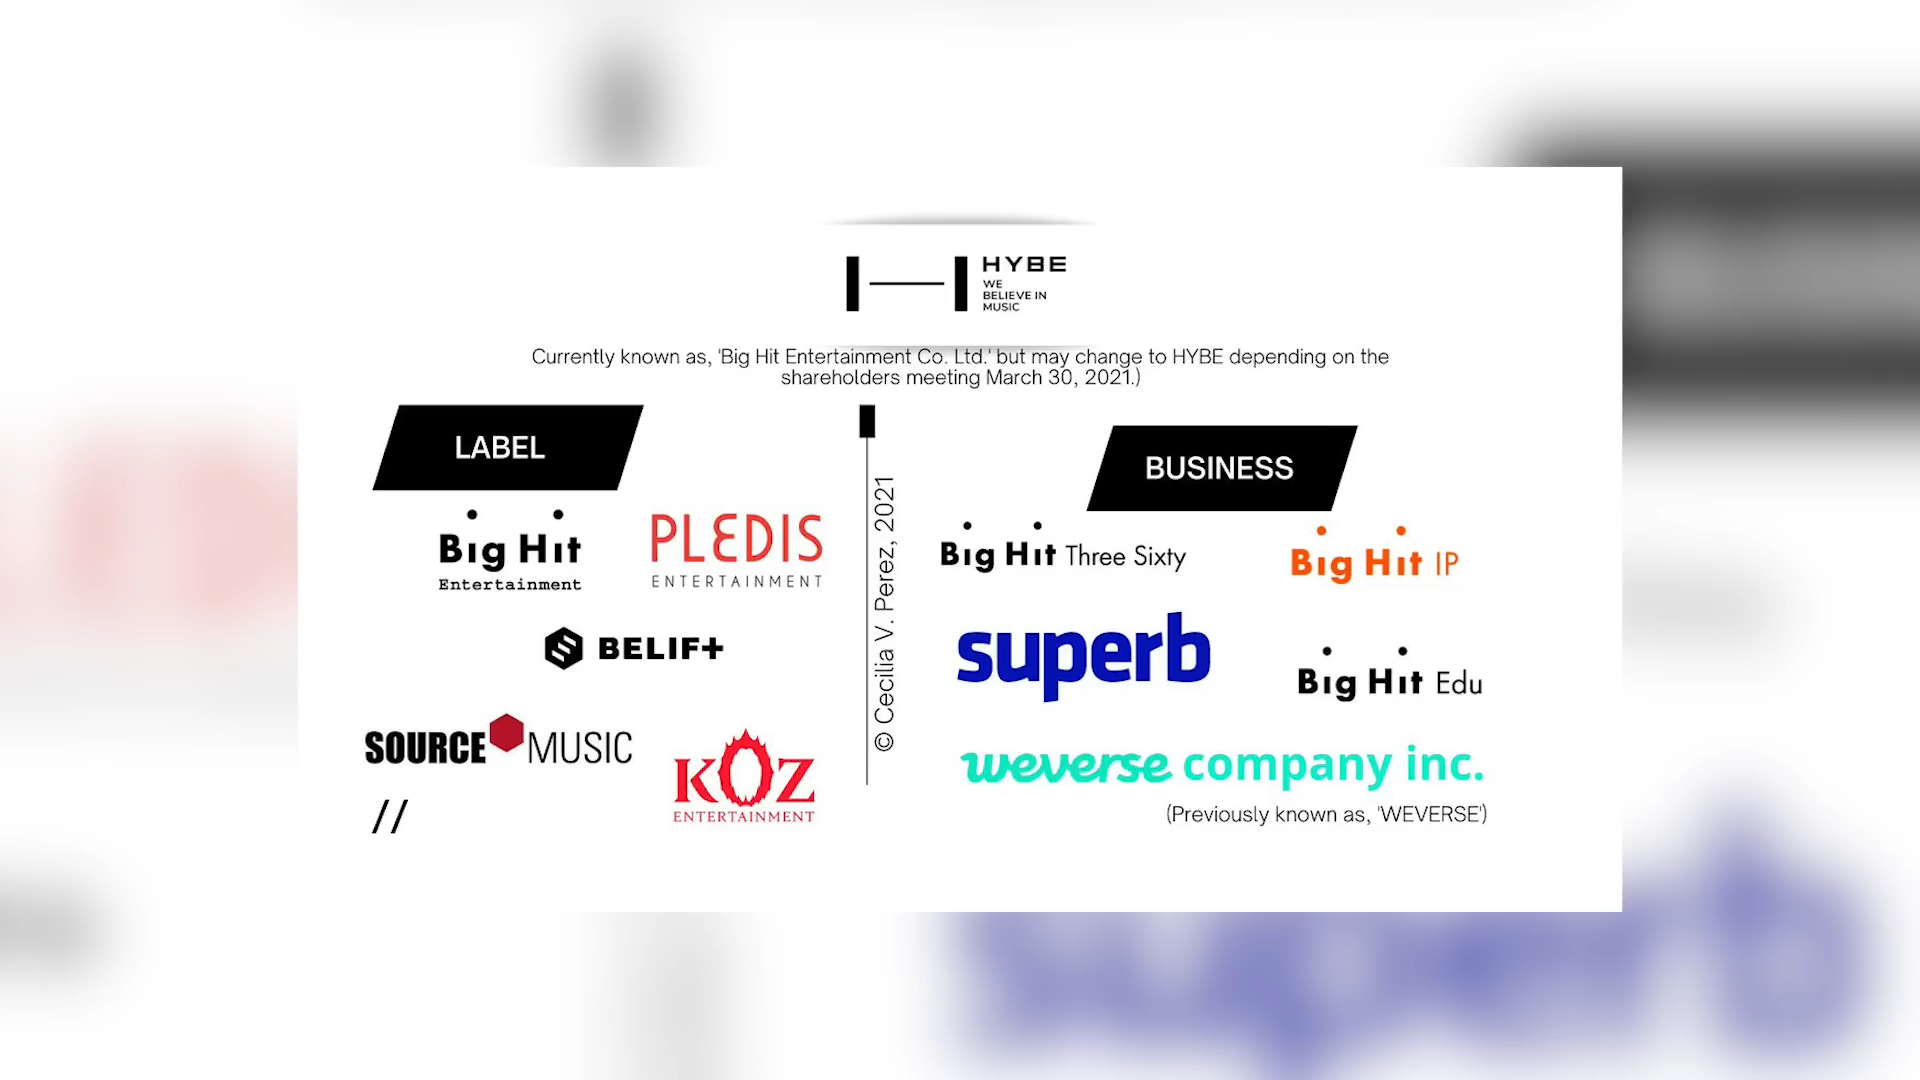 HYBE
WE
BELIEVE IN
MUSIC
Currently known as, 'Big Hit Entertainment Co. Ltd.' but may change to HYBE depending on the
shareholders meeting March 30, 2021.)
LABEL
Big Hit
Entertainment
PLEDIS
ENTERTAINMENT
BELIF+
SOURCE MUSIC
KOZ
ENTERTAINMENT
//
© Cecilia V. Perez, 2021
BUSINESS
Big Hit Three Sixty
Big Hit IP
superb
Big Hit Edu
weverse company inc.
(Previously known as, 'WEVERSE')